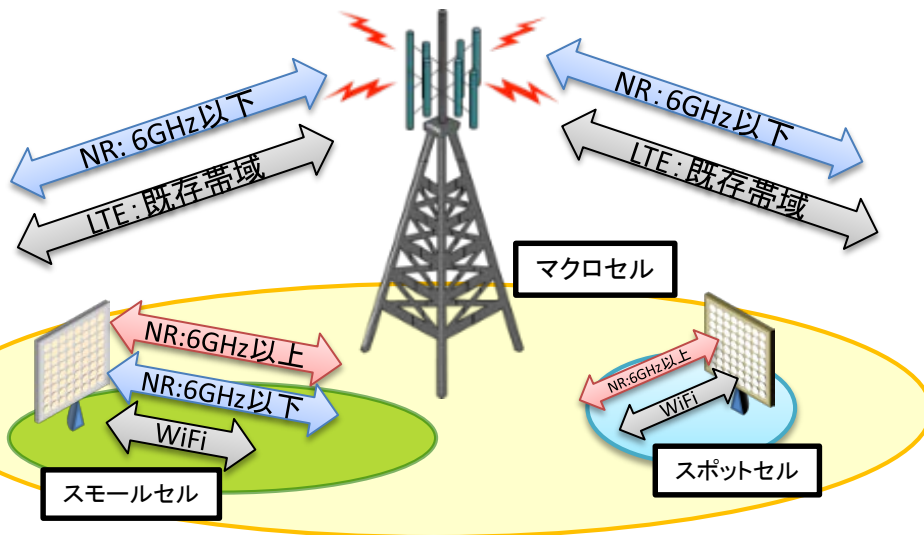 NR: 6GHz以下
LTE：既存帯域
NR：6GHz以下
LTE：既存帯域
マクロセル
NR:6GHz以上
NR:6GHz以下
WiFi
スモールセル
NR:6GHz以上
WiFi
スポットセル